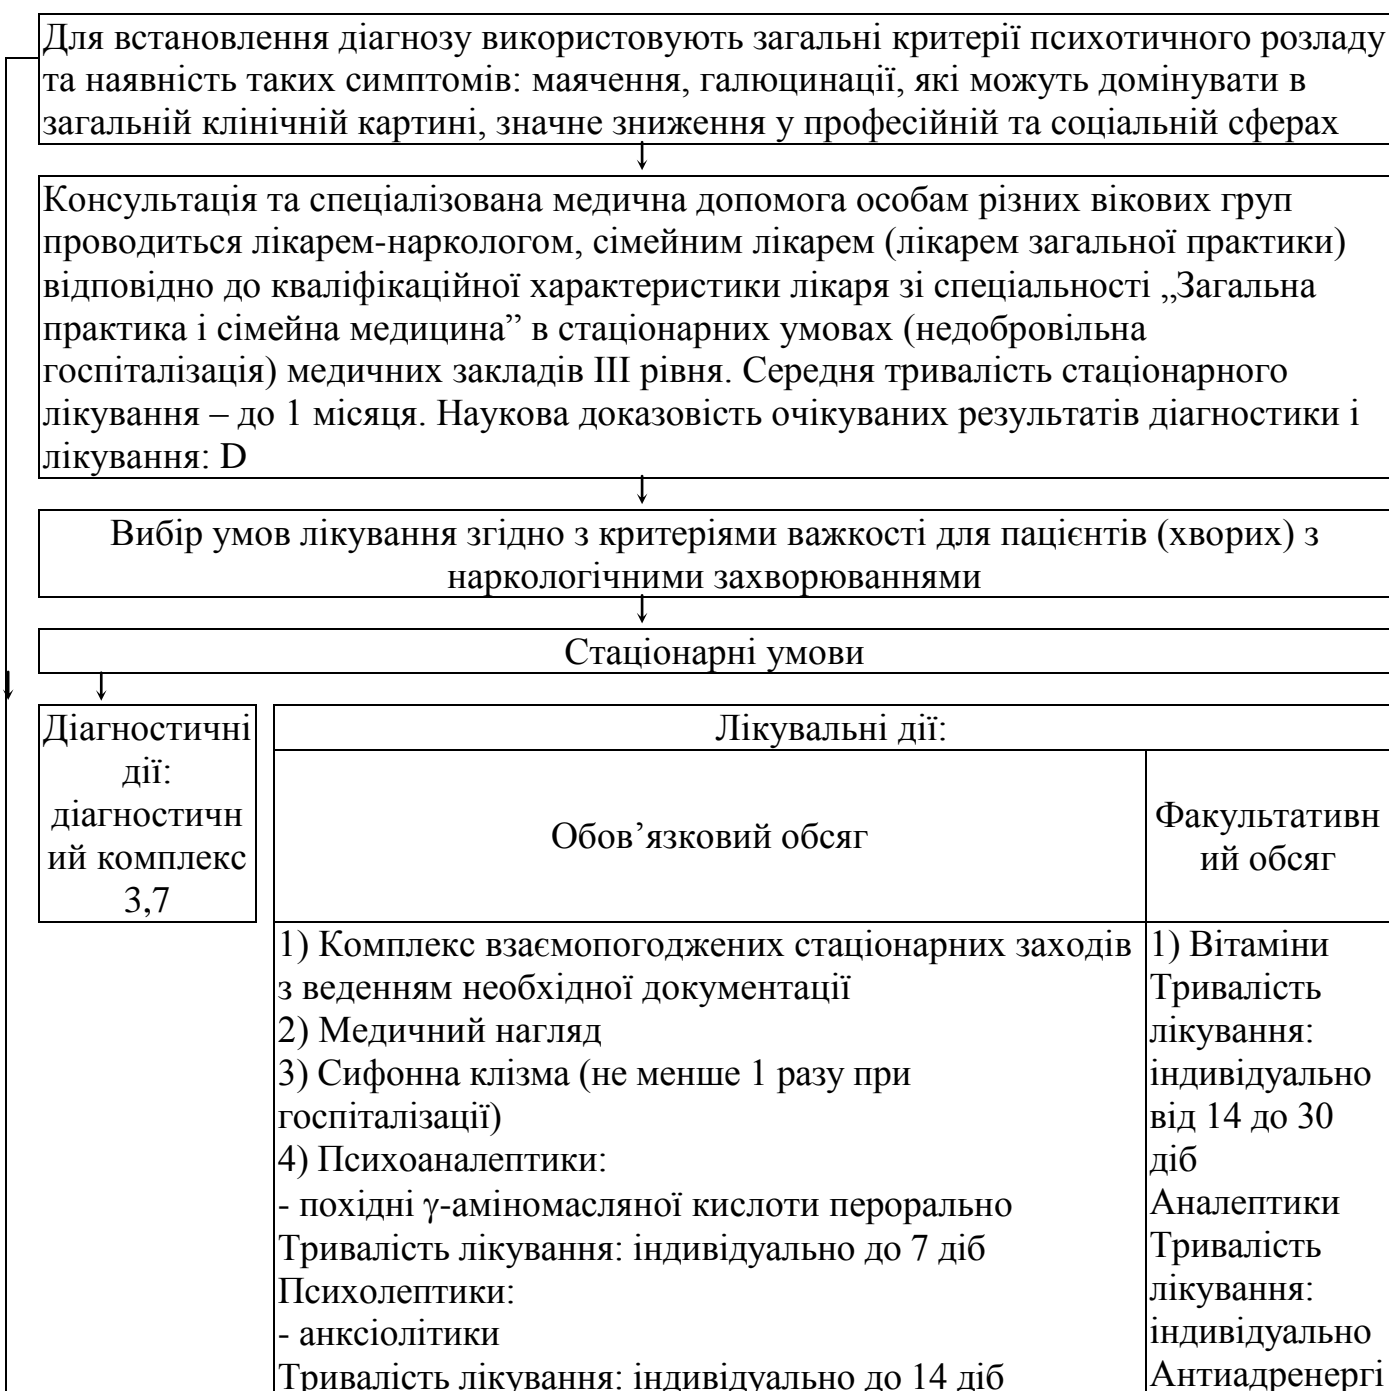 Для встановлення діагнозу використовують загальні критерії психотичного розладу
та наявність таких симптомів: маячення, галюцинації, які можуть домінувати в
загальній клінічній картині, значне зниження у професійній та соціальній сферах
Консультація та спеціалізована медична допомога особам різних вікових груп
проводиться лікарем-наркологом, сімейним лікарем (лікарем загальної практики)
відповідно до кваліфікаційної характеристики лікаря зі спеціальності „Загальна
практика і сімейна медицина” в стаціонарних умовах (недобровільна
госпіталізація) медичних закладів III рівня. Середня тривалість стаціонарного
лікування – до 1 місяця. Наукова доказовість очікуваних результатів діагностики і
лікування: D
Вибір умов лікування згідно з критеріями важкості для пацієнтів (хворих) з
наркологічними захворюваннями
Стаціонарні умови
Діагностичні
дії:
діагностичн
ий комплекс
3,7
Лікувальні дії:
Обов’язковий обсяг
Факультативн
ий обсяг
1) Комплекс взаємопогоджених стаціонарних заходів
з веденням необхідної документації
2) Медичний нагляд
3) Сифонна клізма (не менше 1 разу при
госпіталізації)
4) Психоаналептики:
- похідні γ-аміномасляної кислоти перорально
Тривалість лікування: індивідуально до 7 діб
Психолептики:
- анксіолітики
Тривалість лікування: індивідуально до 14 діб
1) Вітаміни
Тривалість
лікування:
індивідуально
від 14 до 30
діб
Аналептики
Тривалість
лікування:
індивідуально
Антиадренергі